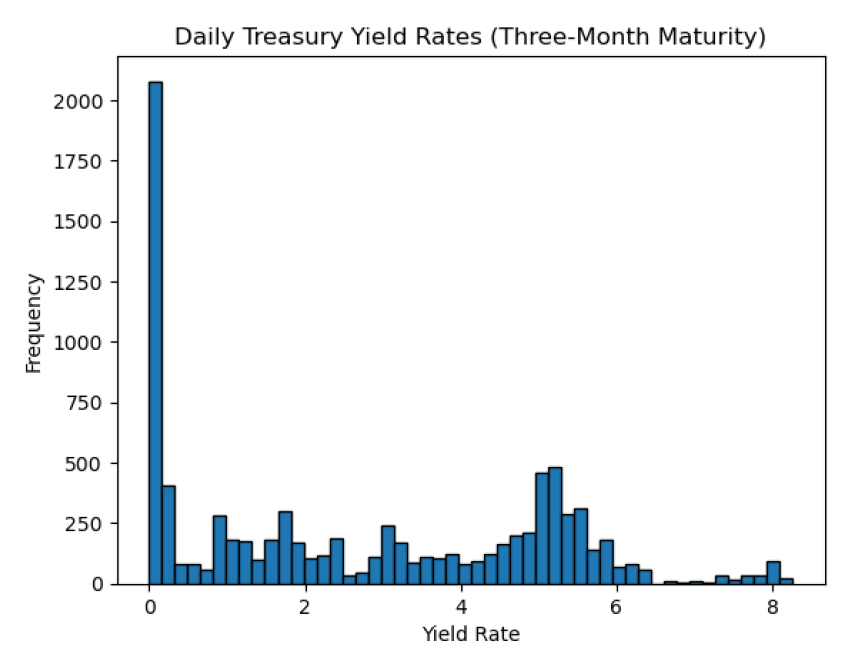 Daily Treasury Yield Rates (Three-Month Maturity)
Frequency
2000
1750
1500
1250
1000
750
500
250
0
0 2 4 6 8
Yield Rate